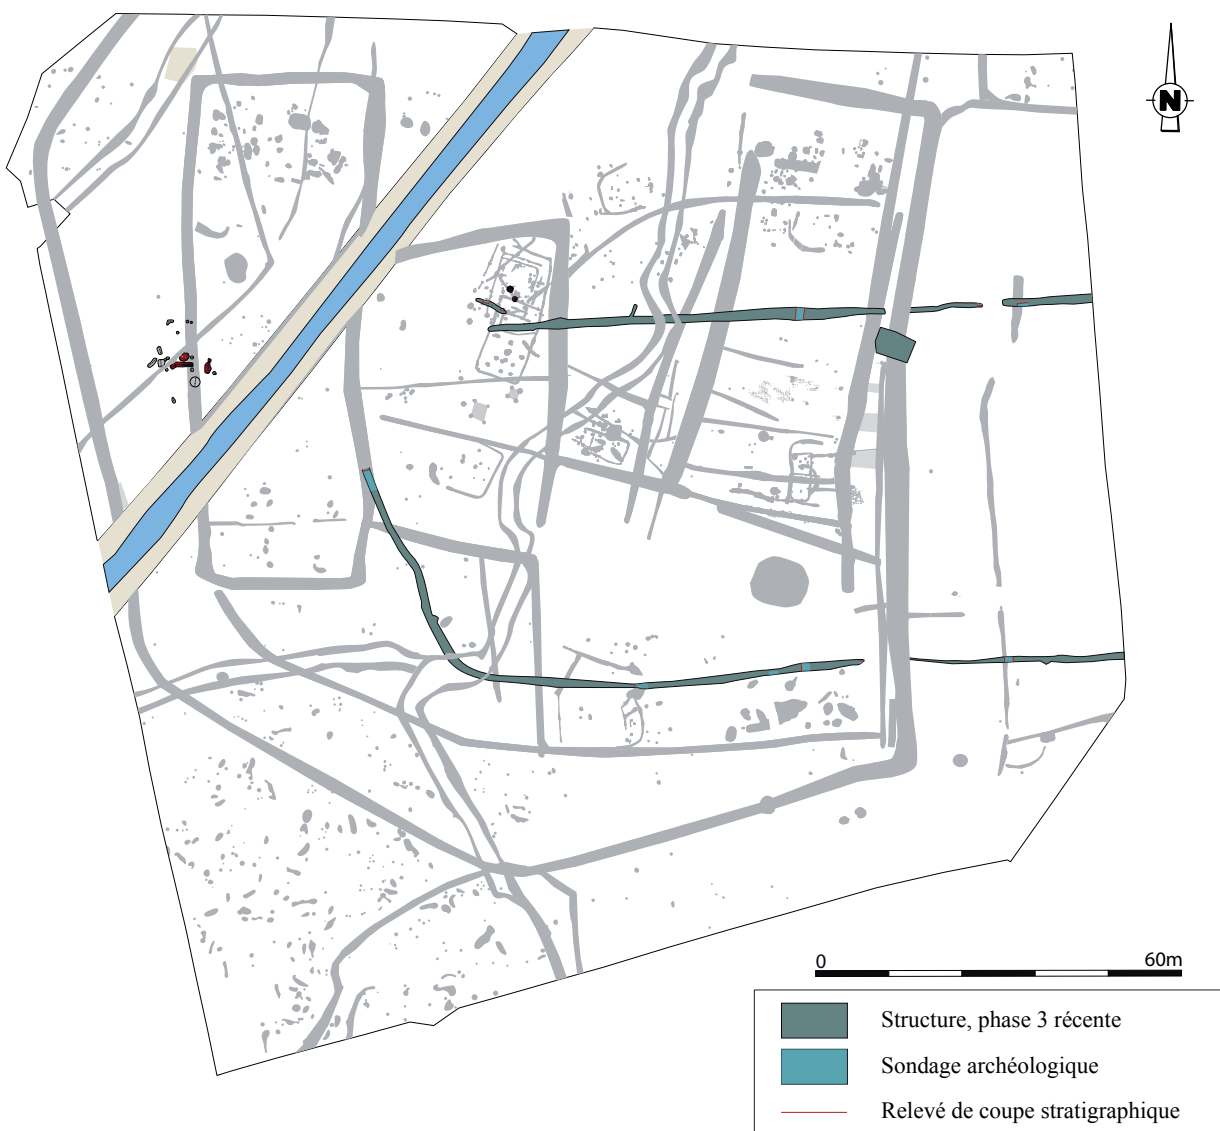 N
0 60m
Structure, phase 3 récente
Sondage archéologique
Relevé de coupe stratigraphique